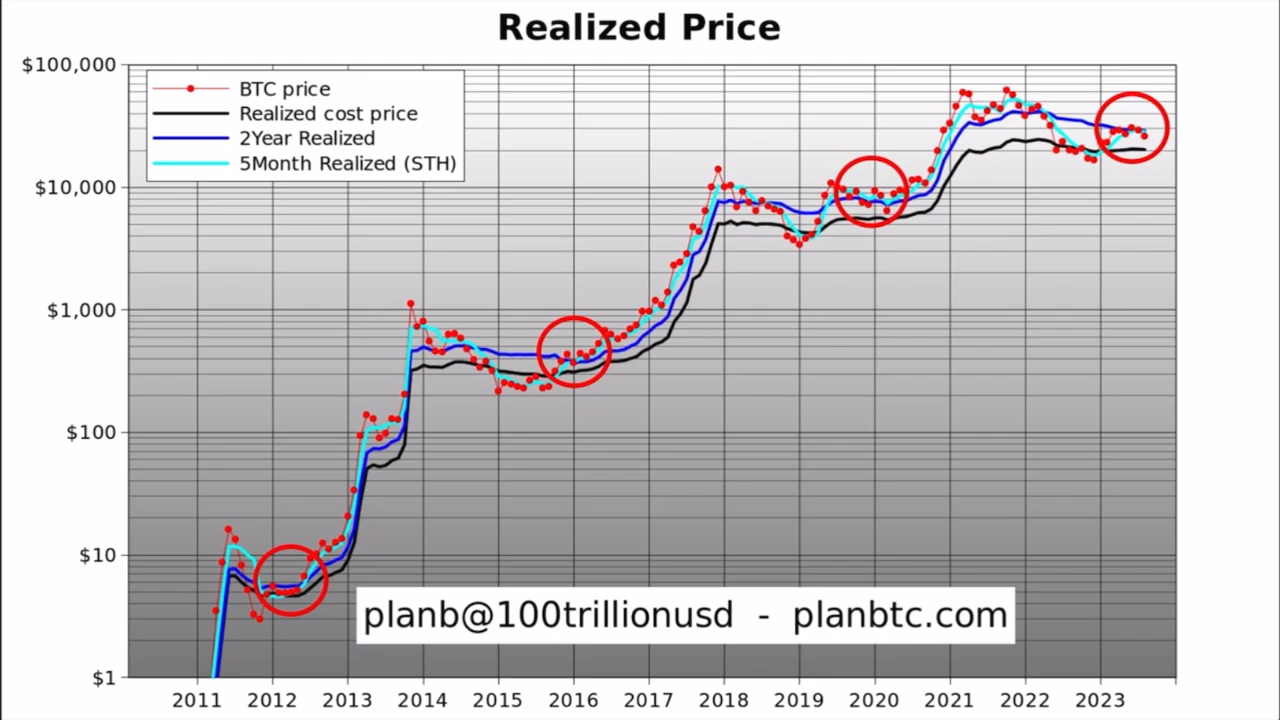 Realized Price
$100,000
BTC price
Realized cost price
2Year Realized
5Month Realized (STH)
$10,000
$1,000
$100
$10
$1
planb@100trillionusd - planbtc.com
2011 2012 2013 2014 2015 2016 2017 2018 2019 2020 2021 2022 2023